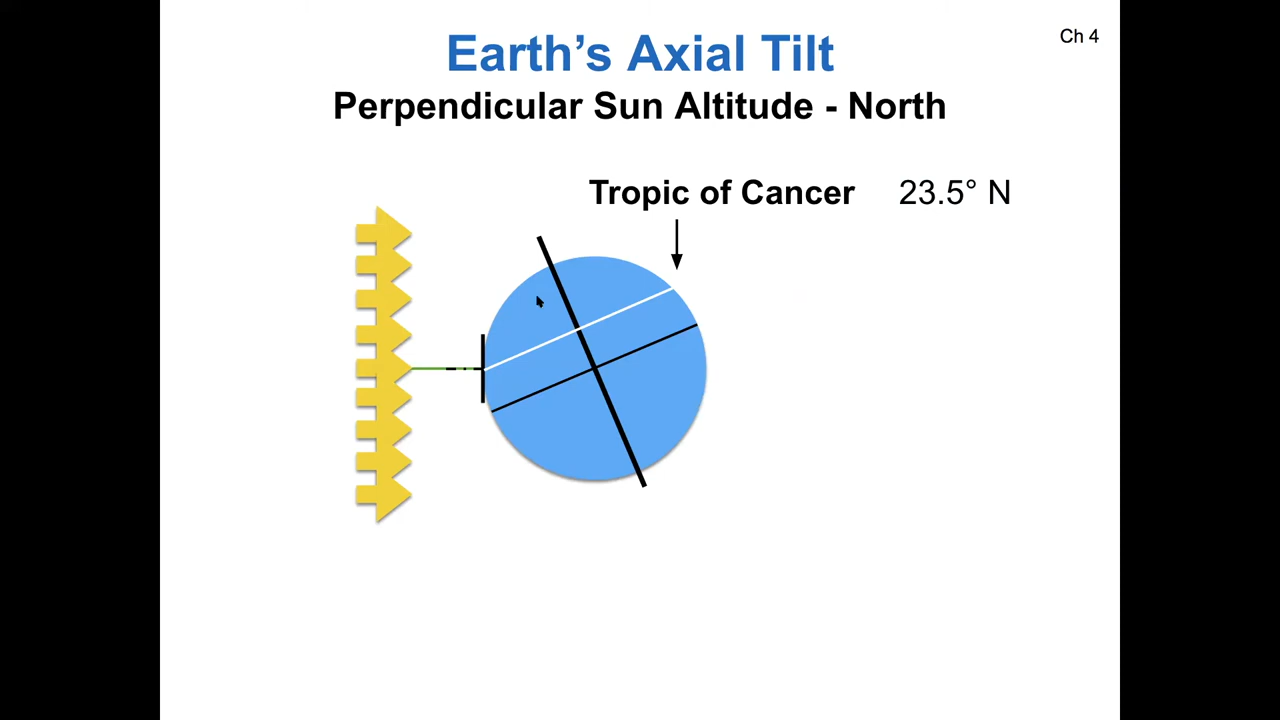 Ch 4
Earth’s Axial Tilt
Perpendicular Sun Altitude - North
Tropic of Cancer 23.5° N